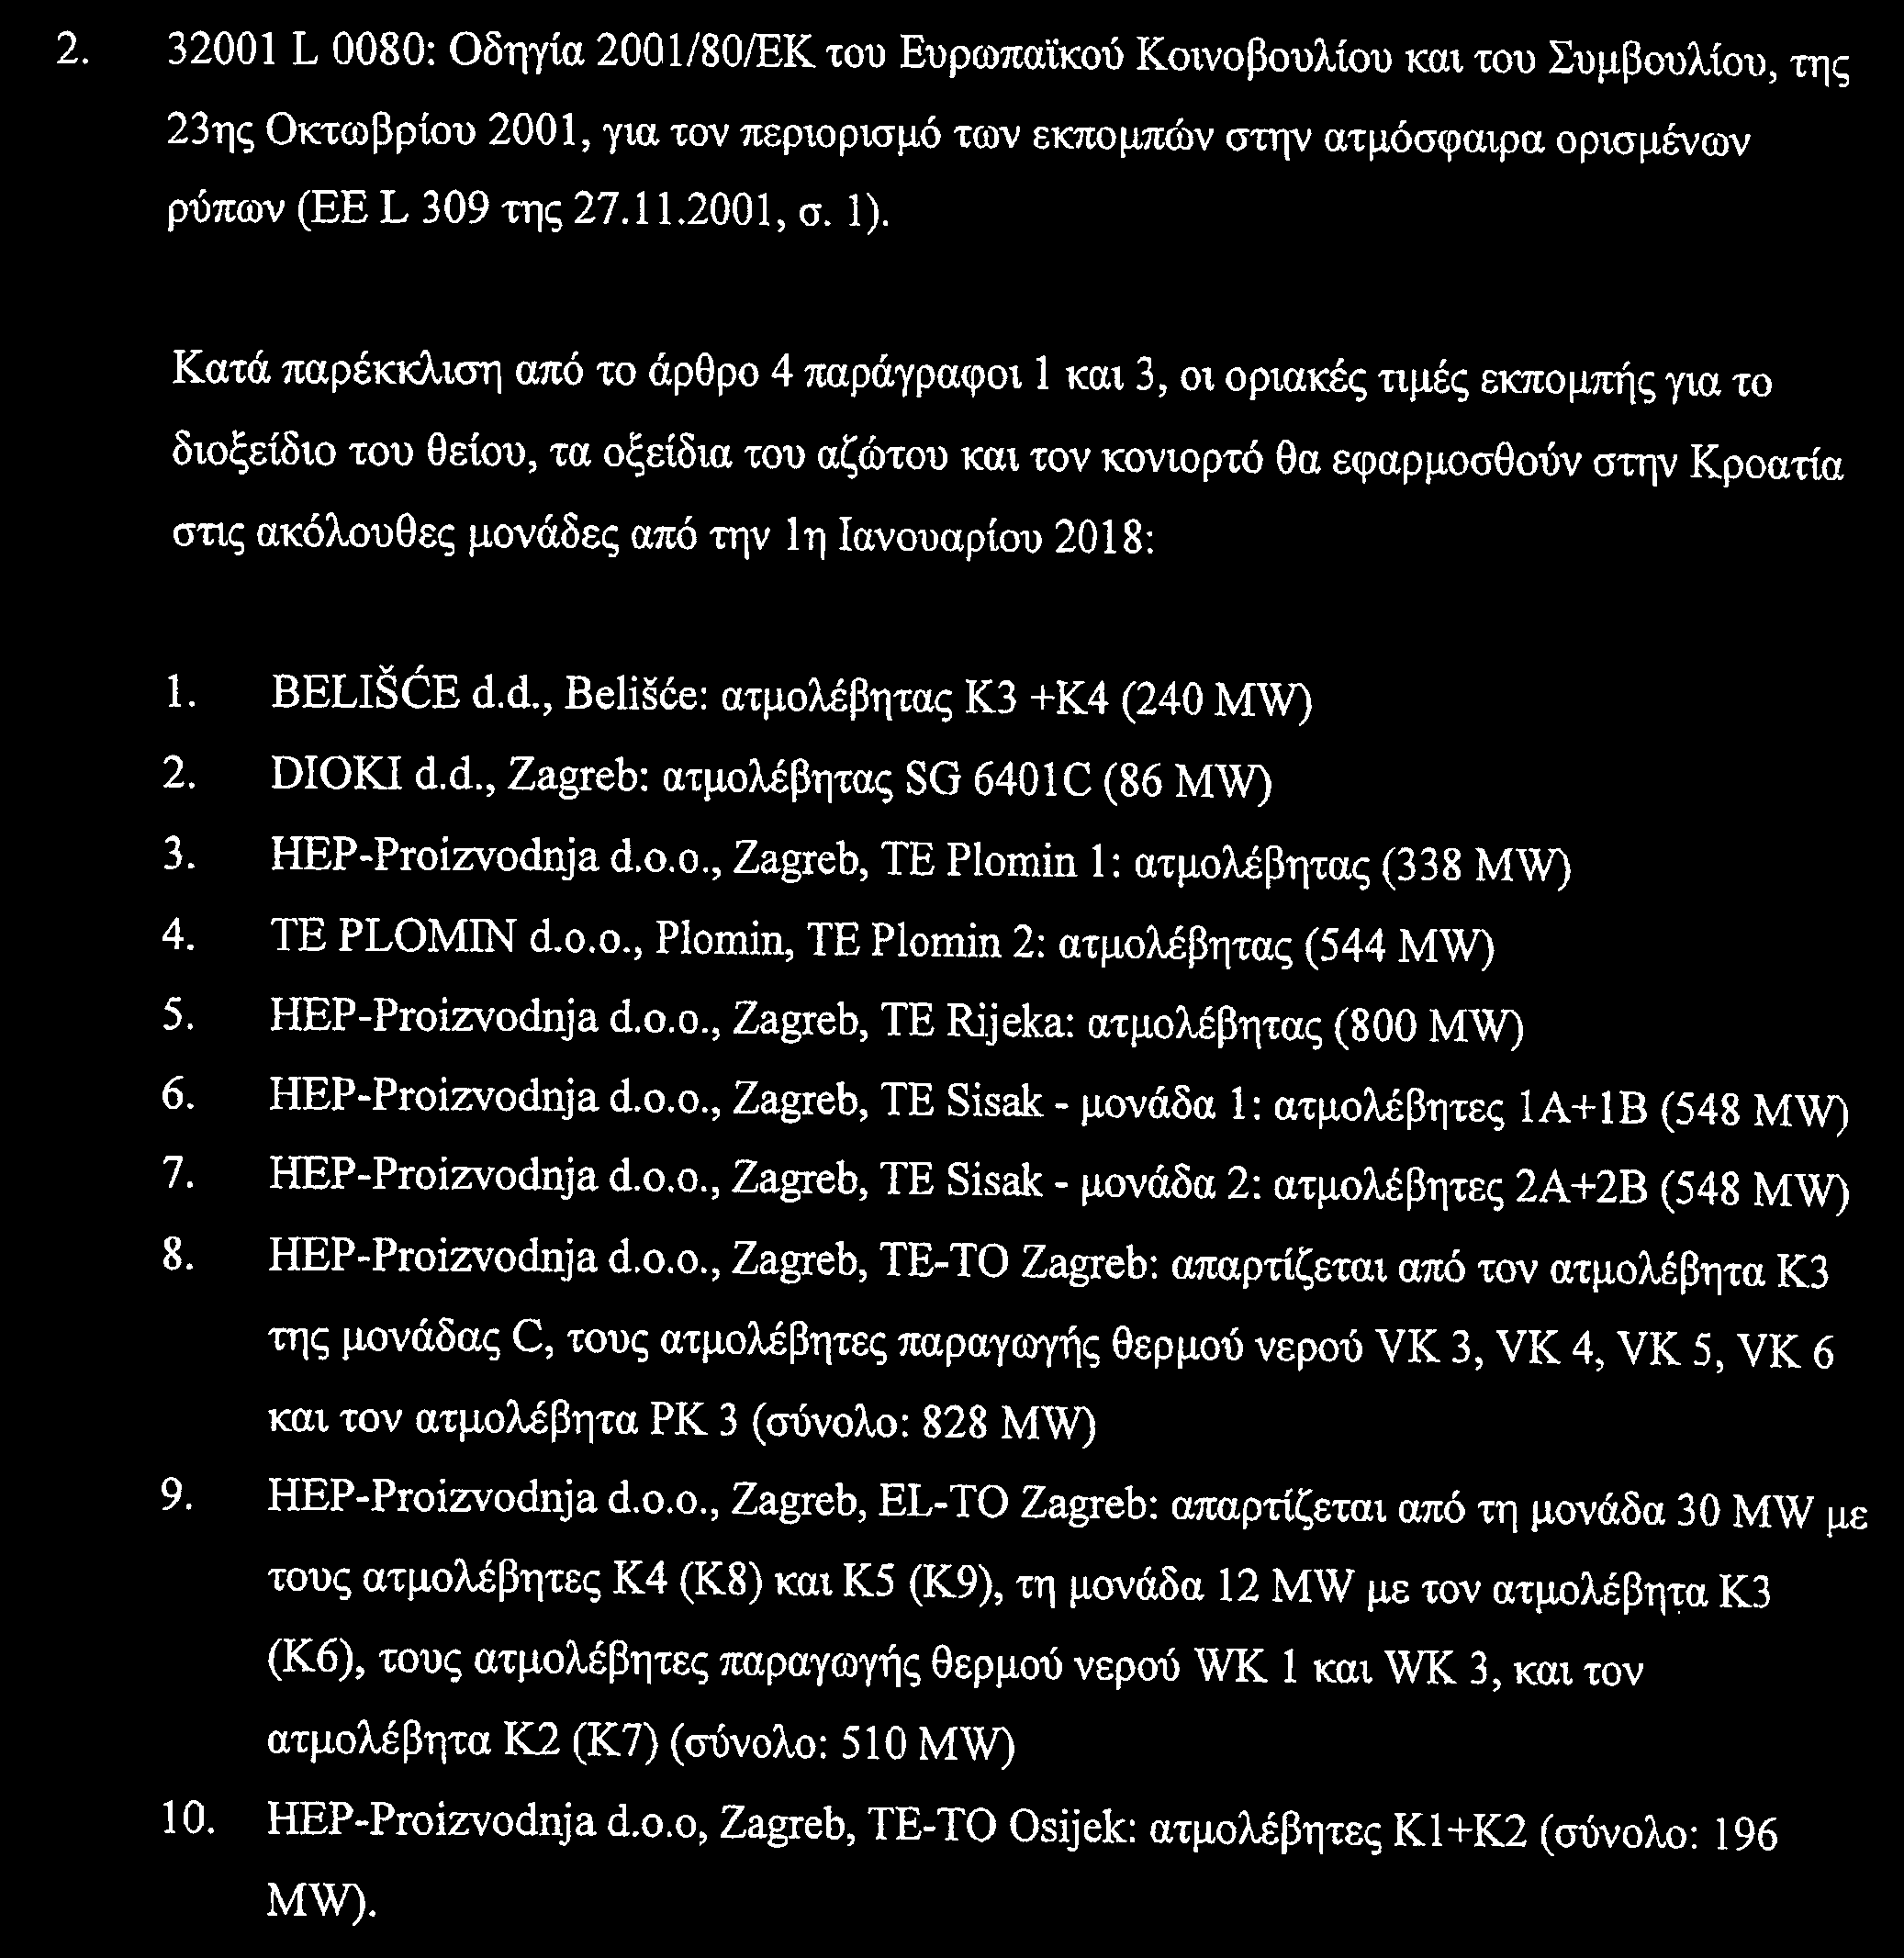 2. 32001 L 0080: Οδηγία 2001/80/ΕΚ του Ευρωπαϊκού Κοινοβουλίου και του Συμβουλίου, της
23ης Οκτωβρίου 2001, για τον περιορισμό των εκπομπών στην ατμόσφαιρα ορισμένων
ρύπων (ΕΕ L 309 της 27.11.2001, σ. 1).
Κατά παρέκκλιση από το άρθρο 4 παράγραφοι 1 και 3, οι οριακές τιμές εκπομπής για το
διοξείδιο του θείου, τα οξείδια του αζώτου και τον κονιορτό θα εφαρμοσθούν στην Κροατία
στις ακόλουθες μονάδες από την 1η Ιανουαρίου 2018:
1. BELIŠĆE d.d., Belišće: ατμολέβητας K3 +K4 (240 MW)
2. DIOKI d.d., Zagreb: ατμολέβητας SG 6401C (86 MW)
3. HEP-Proizvodnja d.o.o., Zagreb, TE Plomin 1: ατμολέβητας (338 MW)
4. TE PLOMIN d.o.o., Plomin, TE Plomin 2: ατμολέβητας (544 MW)
5. HEP-Proizvodnja d.o.o., Zagreb, TE Rijeka: ατμολέβητας (800 MW)
6. HEP-Proizvodnja d.o.o., Zagreb, TE Sisak - μονάδα 1: ατμολέβητες 1A+1B (548 MW)
7. HEP-Proizvodnja d.o.o., Zagreb, TE Sisak - μονάδα 2: ατμολέβητες 2A+2B (548 MW)
8. HEP-Proizvodnja d.o.o., Zagreb, TE-TO Zagreb: απαρτίζεται από τον ατμολέβητα K3
της μονάδας C, τους ατμολέβητες παραγωγής θερμού νερού VK 3, VK 4, VK 5, VK 6
και τον ατμολέβητα PK 3 (σύνολο: 828 MW)
9. HEP-Proizvodnja d.o.o., Zagreb, EL-TO Zagreb: απαρτίζεται από τη μονάδα 30 MW με
τους ατμολέβητες K4 (K8) και K5 (K9), τη μονάδα 12 MW με τον ατμολέβητα K3
(K6), τους ατμολέβητες παραγωγής θερμού νερού WK 1 και WK 3, και τον
ατμολέβητα K2 (K7) (σύνολο: 510 MW)
10. HEP-Proizvodnja d.o.o, Zagreb, TE-TO Osijek: ατμολέβητες K1+K2 (σύνολο: 196
MW).